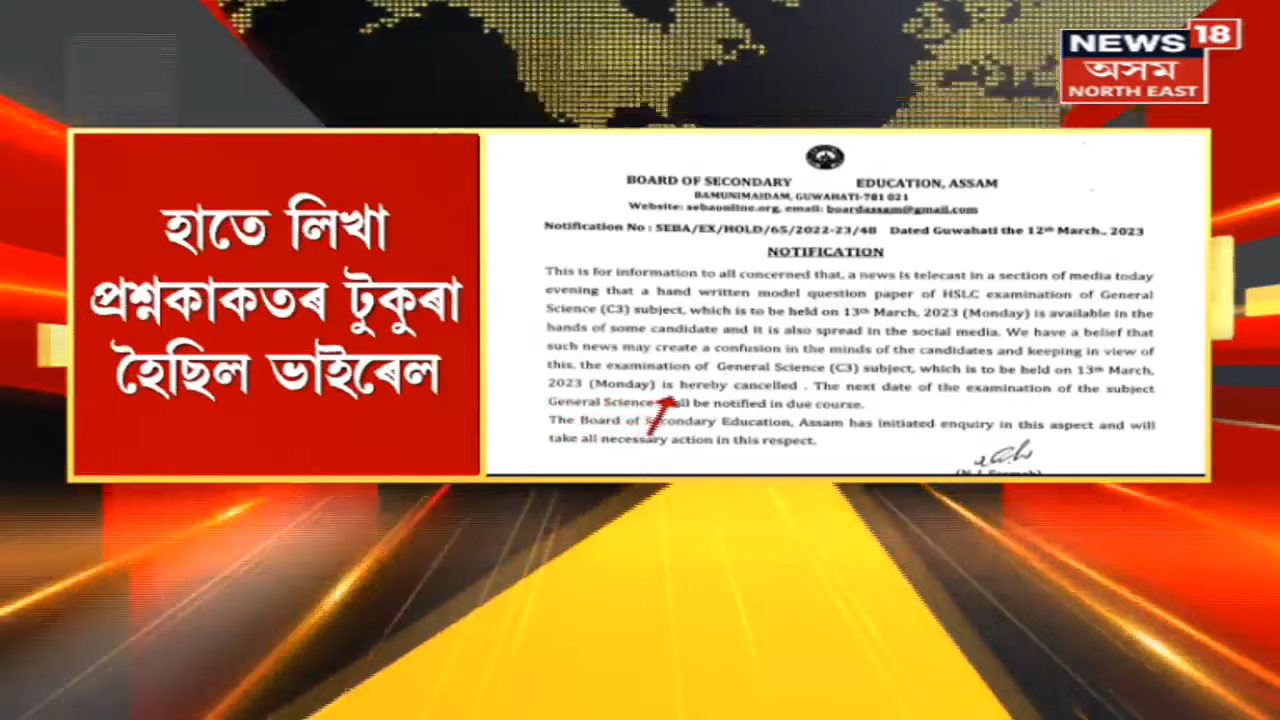 NEWS 18
অসম
NORTH EAST
হাতে লিখা
প্ৰশ্নকাকতৰ টুকুৰা
হৈছিল ভাইৰেল
BOARD OF SECONDARY EDUCATION, ASSAM
BAMUNIMAIDAM, GUWAHATI-781 021
Website: sebaonline.org, email: boardassam@gmail.com
Notification No : SEBA/EX/HOLD/65/2022-23/48 Dated Guwahati the 12th March., 2023
NOTIFICATION
This is for information to all concerned that, a news is telecast in a section of media today
evening that a hand written model question paper of HSLC examination of General
Science (C3) subject, which is to be held on 13th March, 2023 (Monday) is available in the
hands of some candidate and it is also spread in the social media. We have a belief that
such news may create a confusion in the minds of the candidates and keeping in view of
this, the examination of General Science (C3) subject, which is to be held on 13th March,
2023 (Monday) is hereby cancelled . The next date of the examination of the subject
General Science be notified in due course.
The Board of Secondary Education, Assam has initiated enquiry in this aspect and will
take all necessary action in this respect.